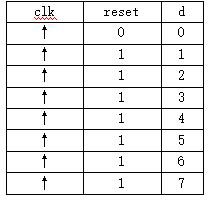 clk reset d
↑ 0 0
↑ 1 1
↑ 1 2
↑ 1 3
↑ 1 4
↑ 1 5
↑ 1 6
↑ 1 7